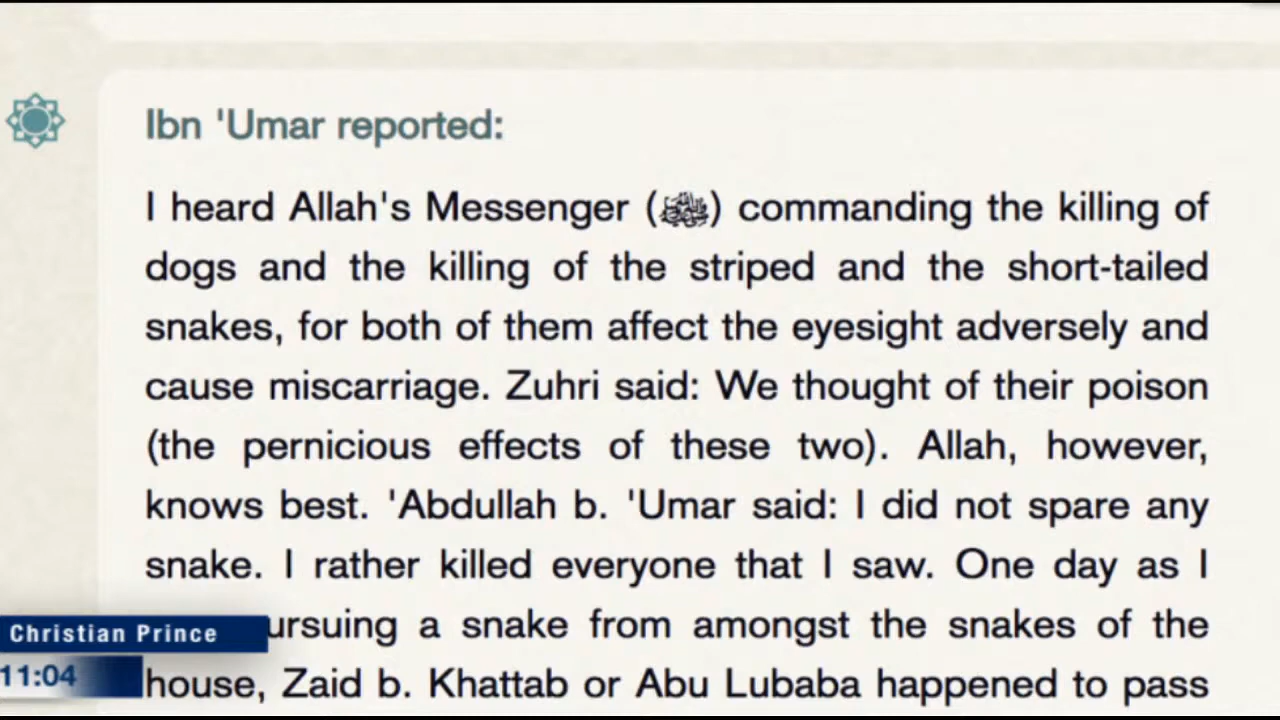 Ibn 'Umar reported:
I heard Allah's Messenger (ﷺ) commanding the killing of
dogs and the killing of the striped and the short-tailed
snakes, for both of them affect the eyesight adversely and
cause miscarriage. Zuhri said: We thought of their poison
(the pernicious effects of these two). Allah, however,
knows best. 'Abdullah b. 'Umar said: I did not spare any
snake. I rather killed everyone that I saw. One day as I
ursuing a snake from amongst the snakes of the
house, Zaid b. Khattab or Abu Lubaba happened to pass
Christian Prince
11:04